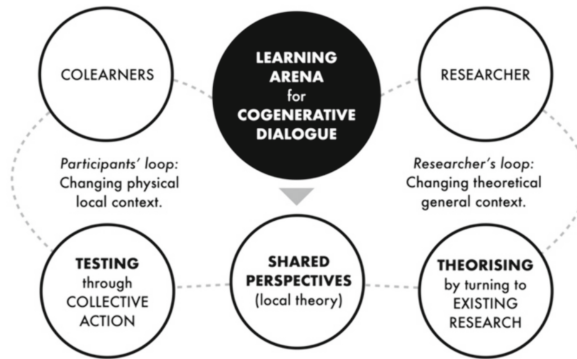 COLEARNERS
LEARNING
ARENA
for
COGENERATIVE
DIALOGUE
RESEARCHER
Participants' loop:
Changing physical
local context.
Researcher's loop:
Changing theoretical
general context.
TESTING
through
COLLECTIVE
ACTION
SHARED
PERSPECTIVES
(local theory)
THEORISING
by turning to
EXISTING
RESEARCH